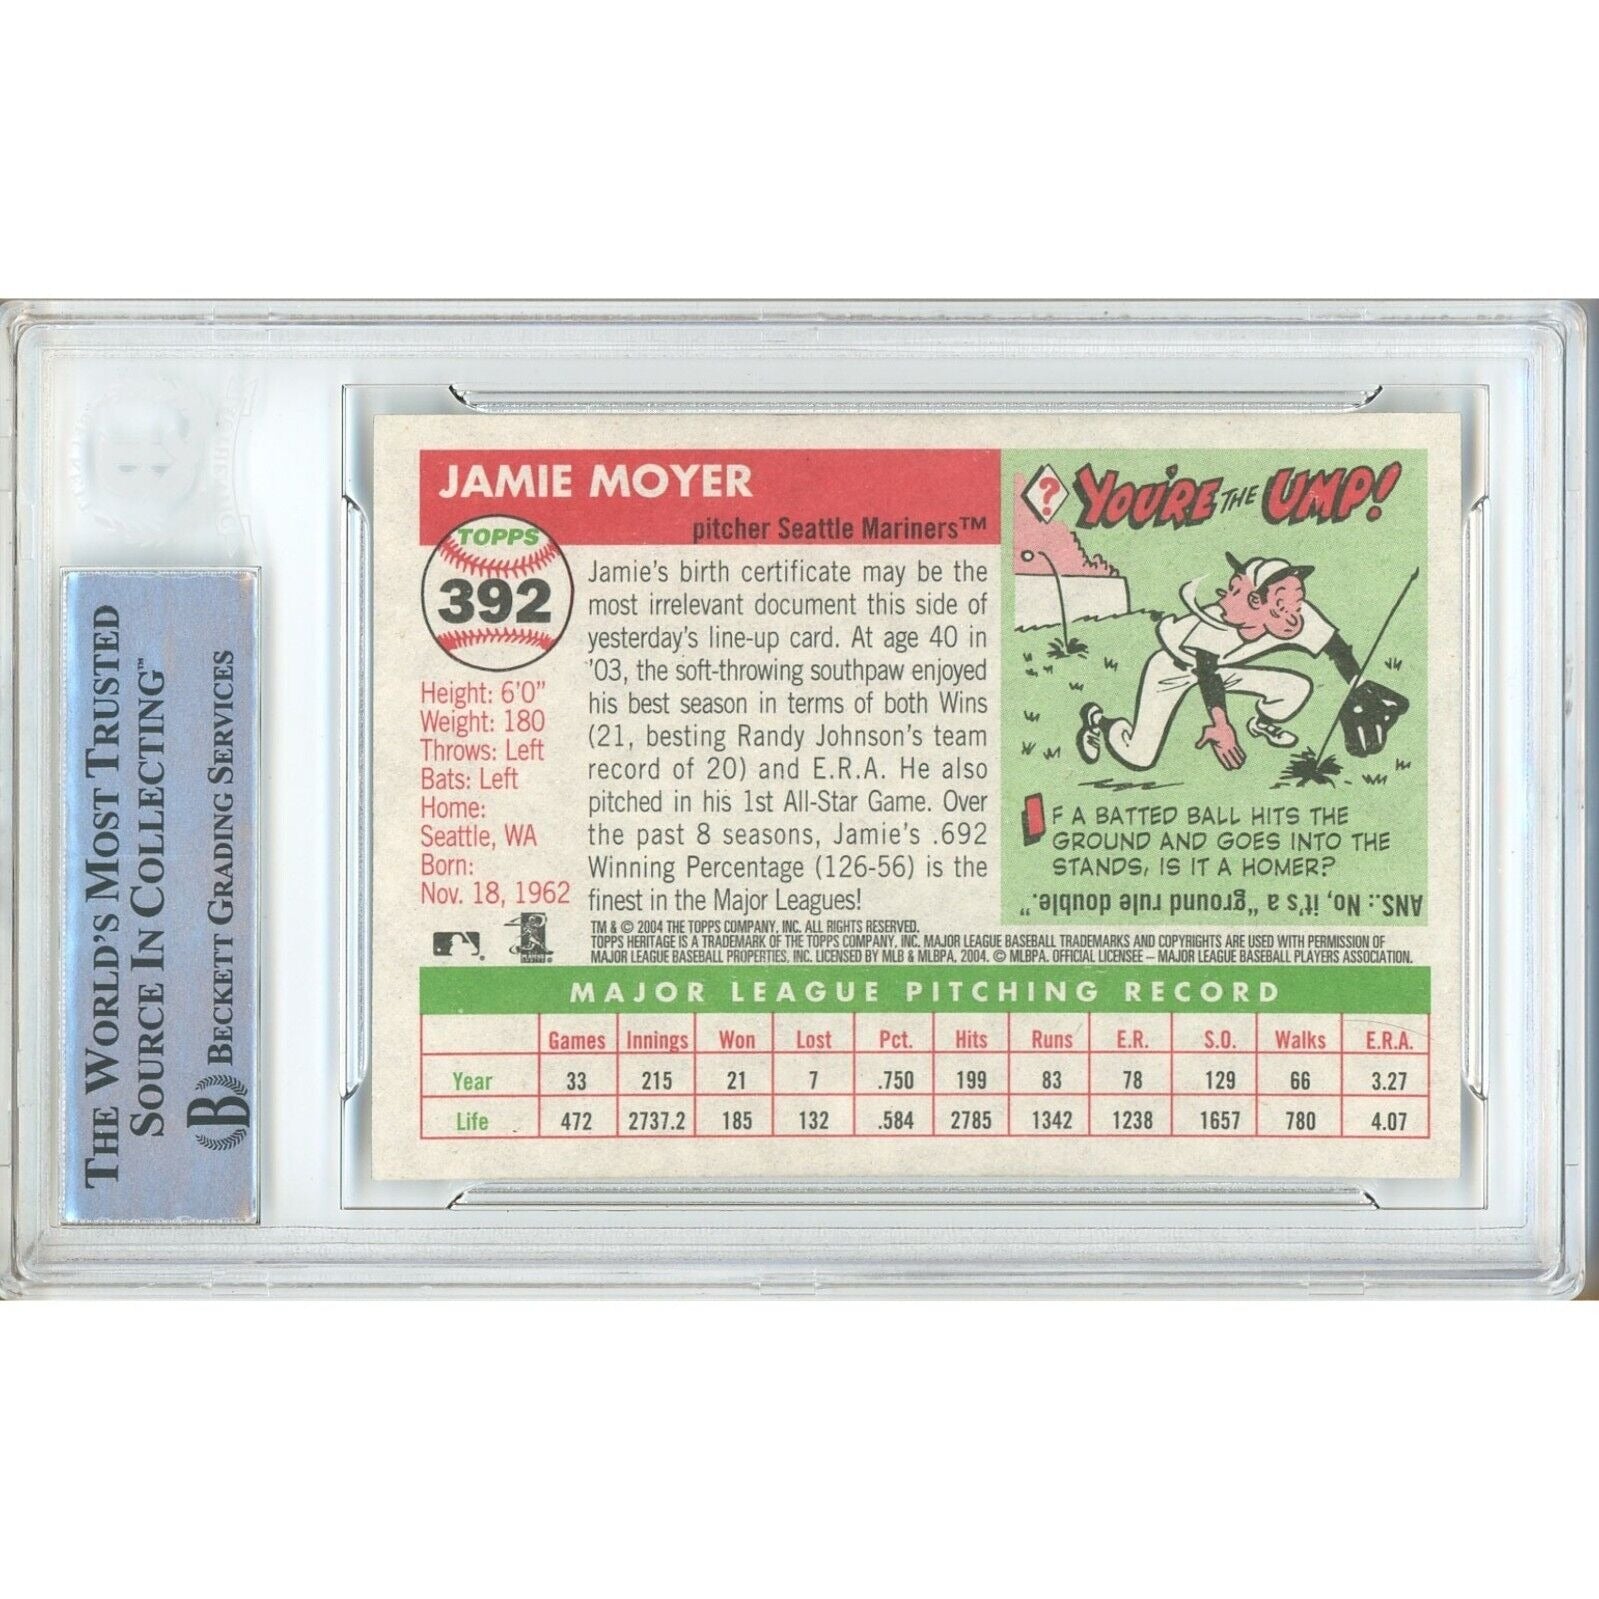 THE WORLD'S MOST TRUSTED
SOURCE IN COLLECTING™
B BECKETT GRADING SERVICES
JAMIE MOYER
pitcher Seattle Mariners™
TOPPS
392
Height: 6'0"
Weight: 180
Throws: Left
Bats: Left
Home:
Seattle, WA
Born:
Nov. 18, 1962
Jamie's birth certificate may be the
most irrelevant document this side of
yesterday's line-up card. At age 40 in
'03, the soft-throwing southpaw enjoyed
his best season in terms of both Wins
(21, besting Randy Johnson's team
record of 20) and E.R.A. He also
pitched in his 1st All-Star Game. Over
the past 8 seasons, Jamie's .692
Winning Percentage (126-56) is the
finest in the Major Leagues!
? YOU'RE THE UMP!
IF A BATTED BALL HITS THE
GROUND AND GOES INTO THE
STANDS, IS IT A HOMER?
ANS.: No, it's a "ground rule double."
TM & © 2004 THE TOPPS COMPANY, INC. ALL RIGHTS RESERVED.
TOPPS HERITAGE IS A TRADEMARK OF THE TOPPS COMPANY, INC. MAJOR LEAGUE BASEBALL TRADEMARKS AND COPYRIGHTS ARE USED WITH PERMISSION OF
MAJOR LEAGUE BASEBALL PROPERTIES, INC. LICENSED BY MLB & MLBPA, 2004. © MLBPA. OFFICIAL LICENSEE – MAJOR LEAGUE BASEBALL PLAYERS ASSOCIATION.
MAJOR LEAGUE PITCHING RECORD
Games Innings Won Lost Pct. Hits Runs E.R. S.O. Walks E.R.A.
Year 33 215 21 7 .750 199 83 78 129 66 3.27
Life 472 2737.2 185 132 .584 2785 1342 1238 1657 780 4.07